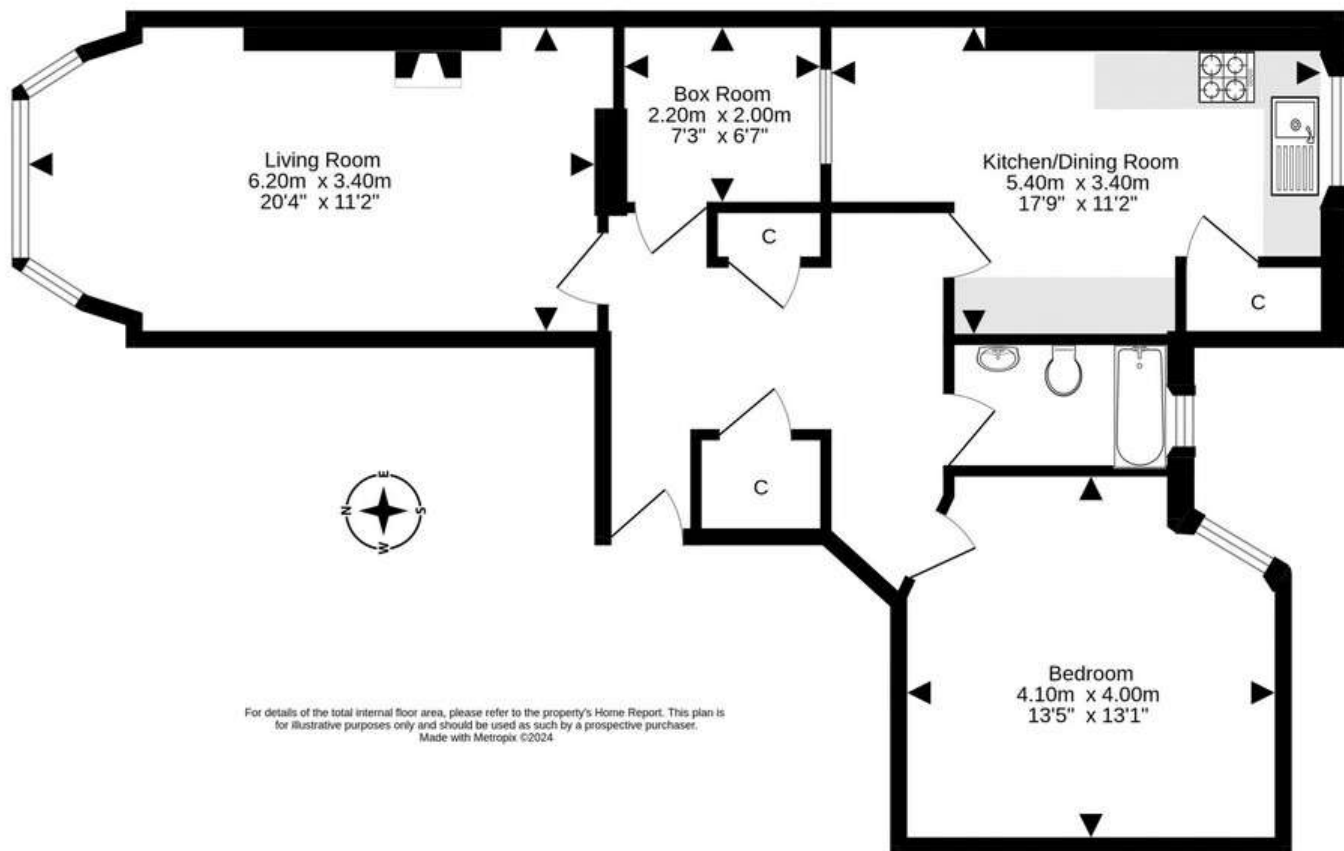 Living Room
6.20m x 3.40m
20'4" x 11'2"
Box Room
2.20m x 2.00m
7'3" x 6'7"
Kitchen/Dining Room
5.40m x 3.40m
17'9" x 11'2"
C
C
C
E
N
S
W
Bedroom
4.10m x 4.00m
13'5" x 13'1"
For details of the total internal floor area, please refer to the property's Home Report. This plan is
for illustrative purposes only and should be used as such by a prospective purchaser.
Made with Metropix ©2024